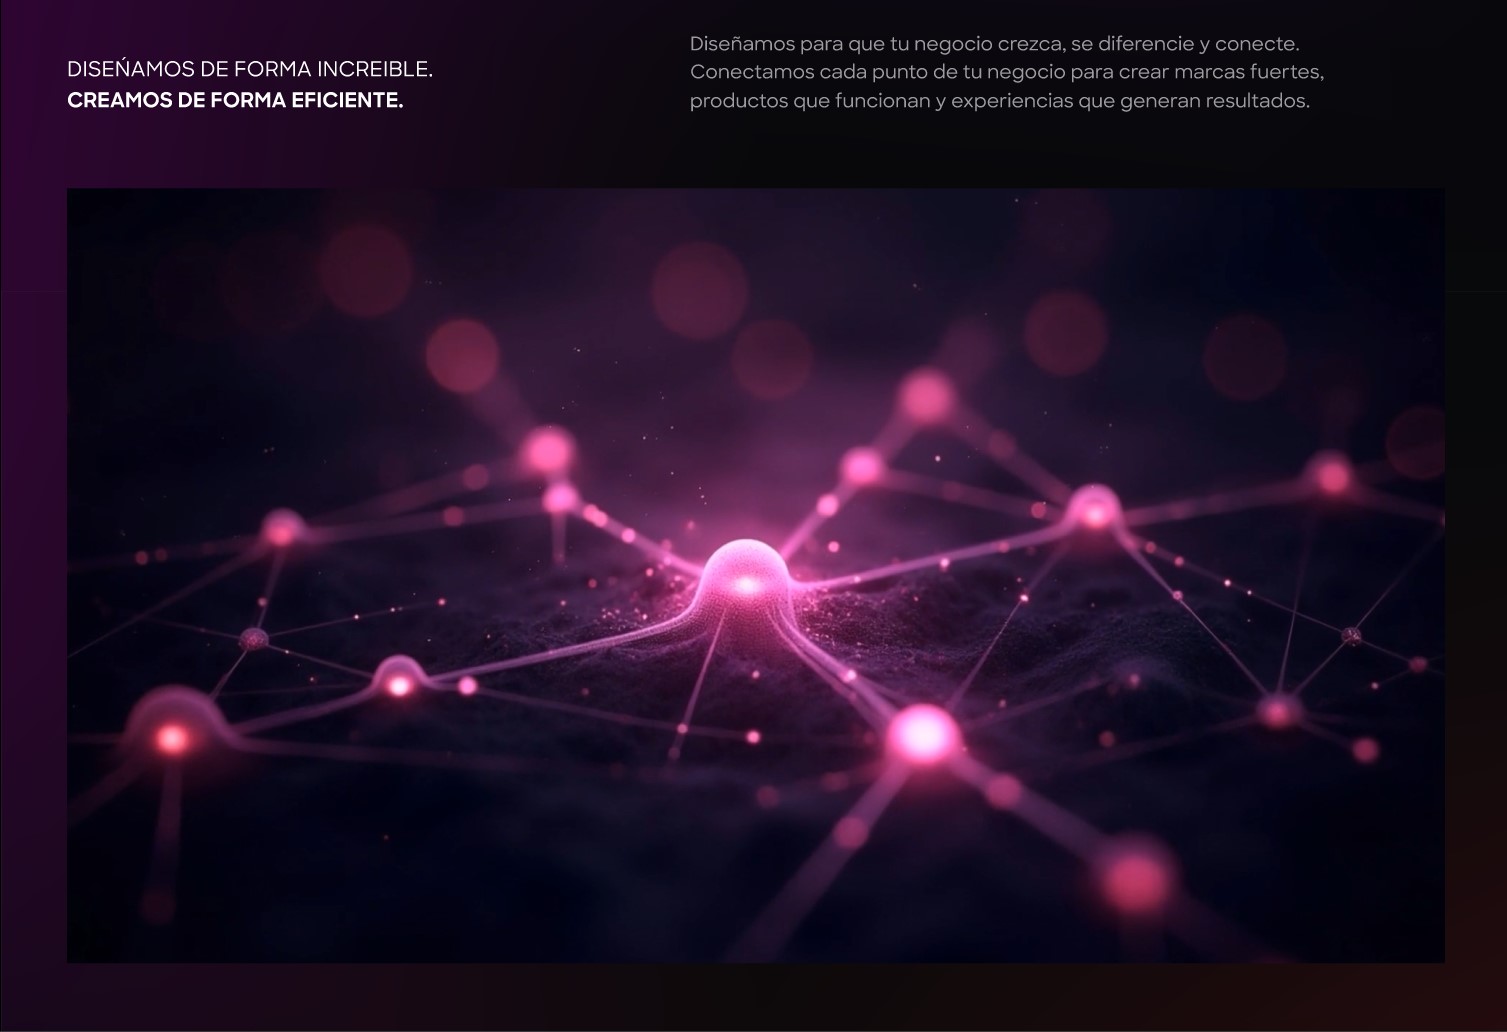 DISEŃAMOS DE FORMA INCREIBLE.
CREAMOS DE FORMA EFICIENTE.
Diseñamos para que tu negocio crezca, se diferencie y conecte.
Conectamos cada punto de tu negocio para crear marcas fuertes,
productos que funcionan y experiencias que generan resultados.